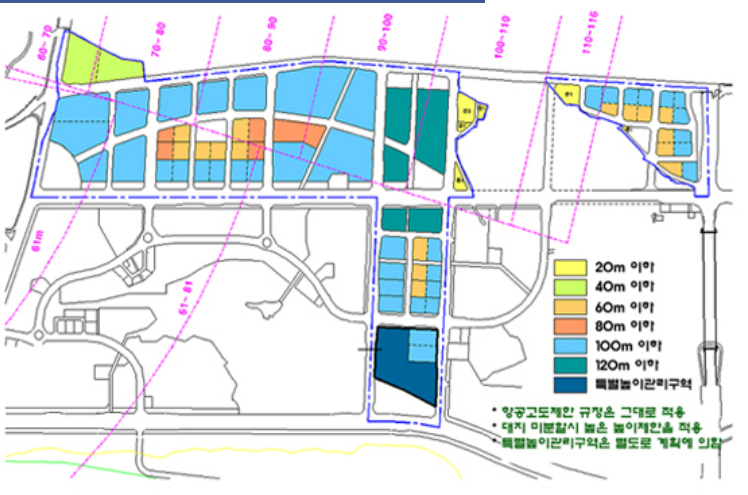 60~70
70~80
80~90
90~100
100~110
110~116
61m
61~81
20m 이하
40m 이하
60m 이하
80m 이하
100m 이하
120m 이하
특별높이관리구역
* 항공고도제한 규정은 그대로 적용
* 대지 미분할시 높은 높이제한을 적용
* 특별높이관리구역은 별도로 계획에 의함